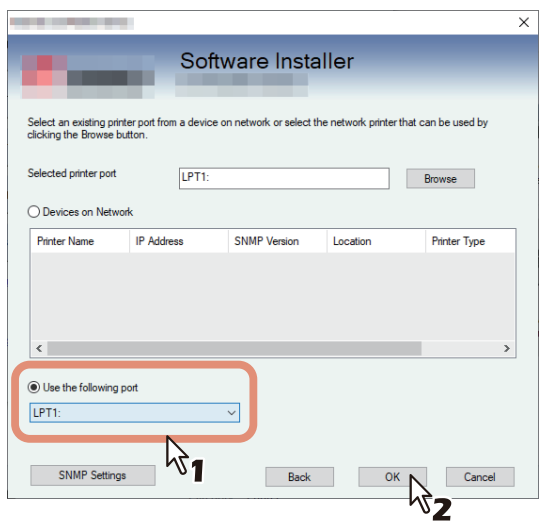 Software Installer
Select an existing printer port from a device on network or select the network printer that can be used by
clicking the Browse button.
Selected printer port LPT1: Browse
Devices on Network
Printer Name IP Address SNMP Version Location Printer Type
Use the following port
LPT1:
1
SNMP Settings Back OK Cancel
2